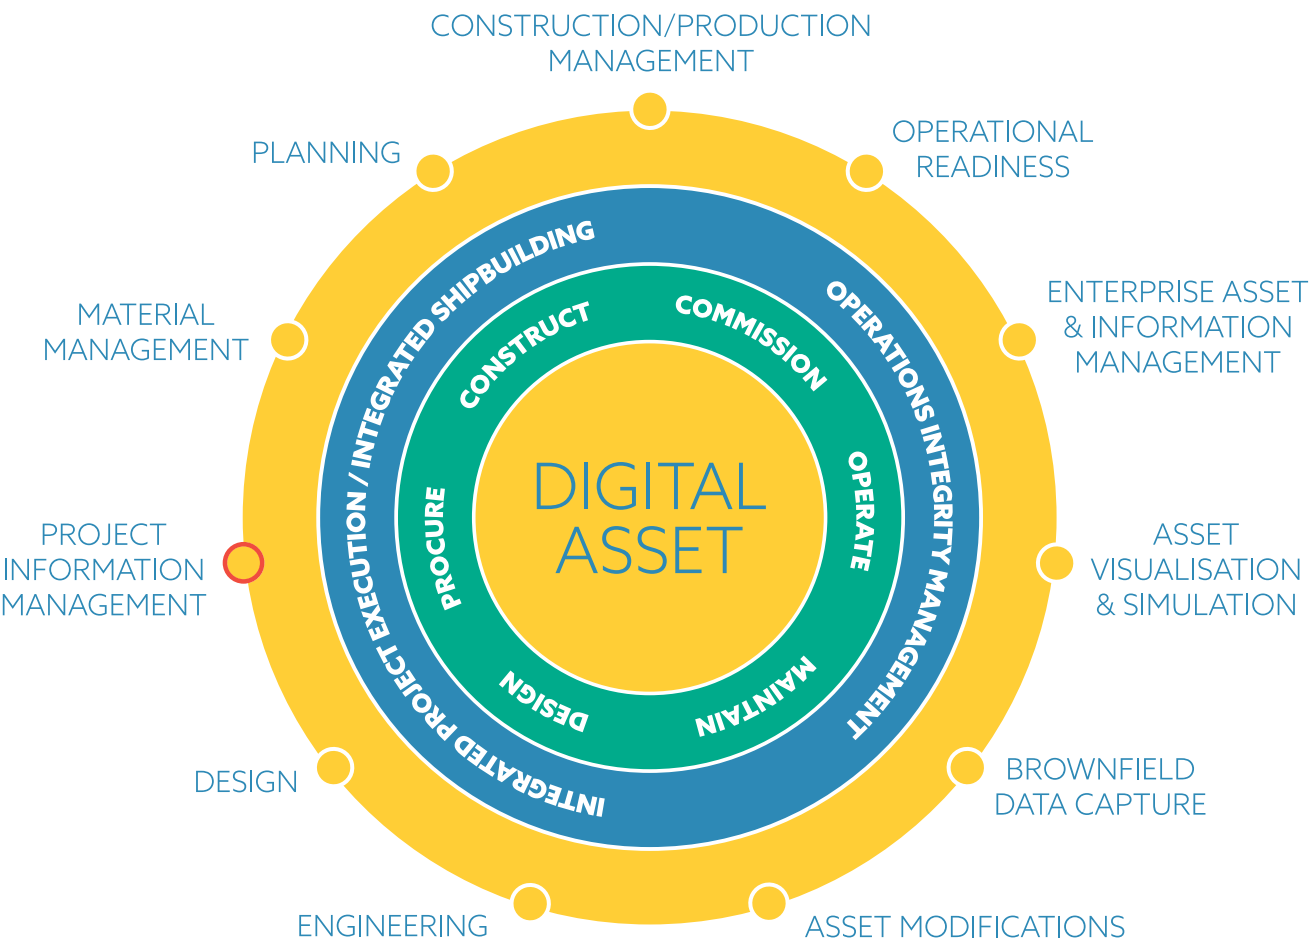 CONSTRUCTION/PRODUCTION
MANAGEMENT
OPERATIONAL
READINESS
PLANNING
ENTERPRISE ASSET
& INFORMATION
MANAGEMENT
MATERIAL
MANAGEMENT
ASSET
VISUALISATION
& SIMULATION
PROJECT
INFORMATION
MANAGEMENT
BROWNFIELD
DATA CAPTURE
DESIGN
ASSET MODIFICATIONS
ENGINEERING
INTEGRATED PROJECT EXECUTION / INTEGRATED SHIPBUILDING
OPERATIONS INTEGRITY MANAGEMENT
DESIGN
PROCURE
CONSTRUCT
COMMISSION
OPERATE
MAINTAIN
DIGITAL
ASSET